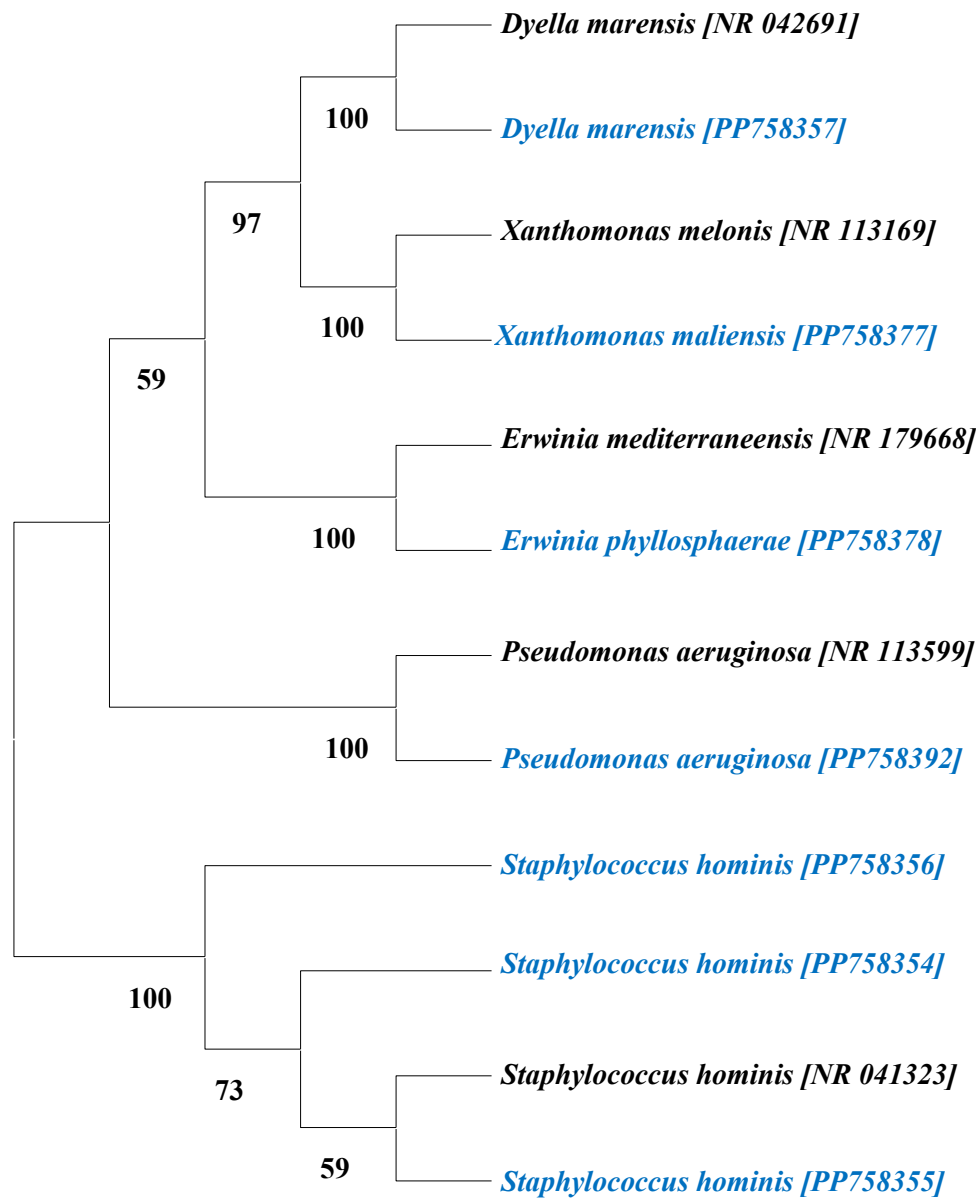 Dyella marensis [NR 042691]
100
Dyella marensis [PP758357]
97
Xanthomonas melonis [NR 113169]
100
Xanthomonas maliensis [PP758377]
59
Erwinia mediterraneensis [NR 179668]
100
Erwinia phyllosphaerae [PP758378]
Pseudomonas aeruginosa [NR 113599]
100
Pseudomonas aeruginosa [PP758392]
Staphylococcus hominis [PP758356]
Staphylococcus hominis [PP758354]
100
Staphylococcus hominis [NR 041323]
73
59
Staphylococcus hominis [PP758355]